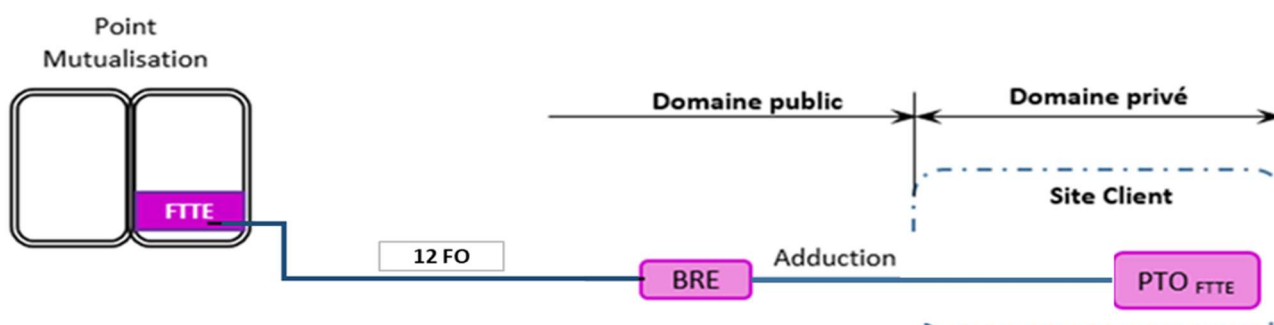 Point
Mutualisation
Domaine public
Domaine privé
Site Client
FTTE
12 FO
Adduction
BRE
PTO FTTE